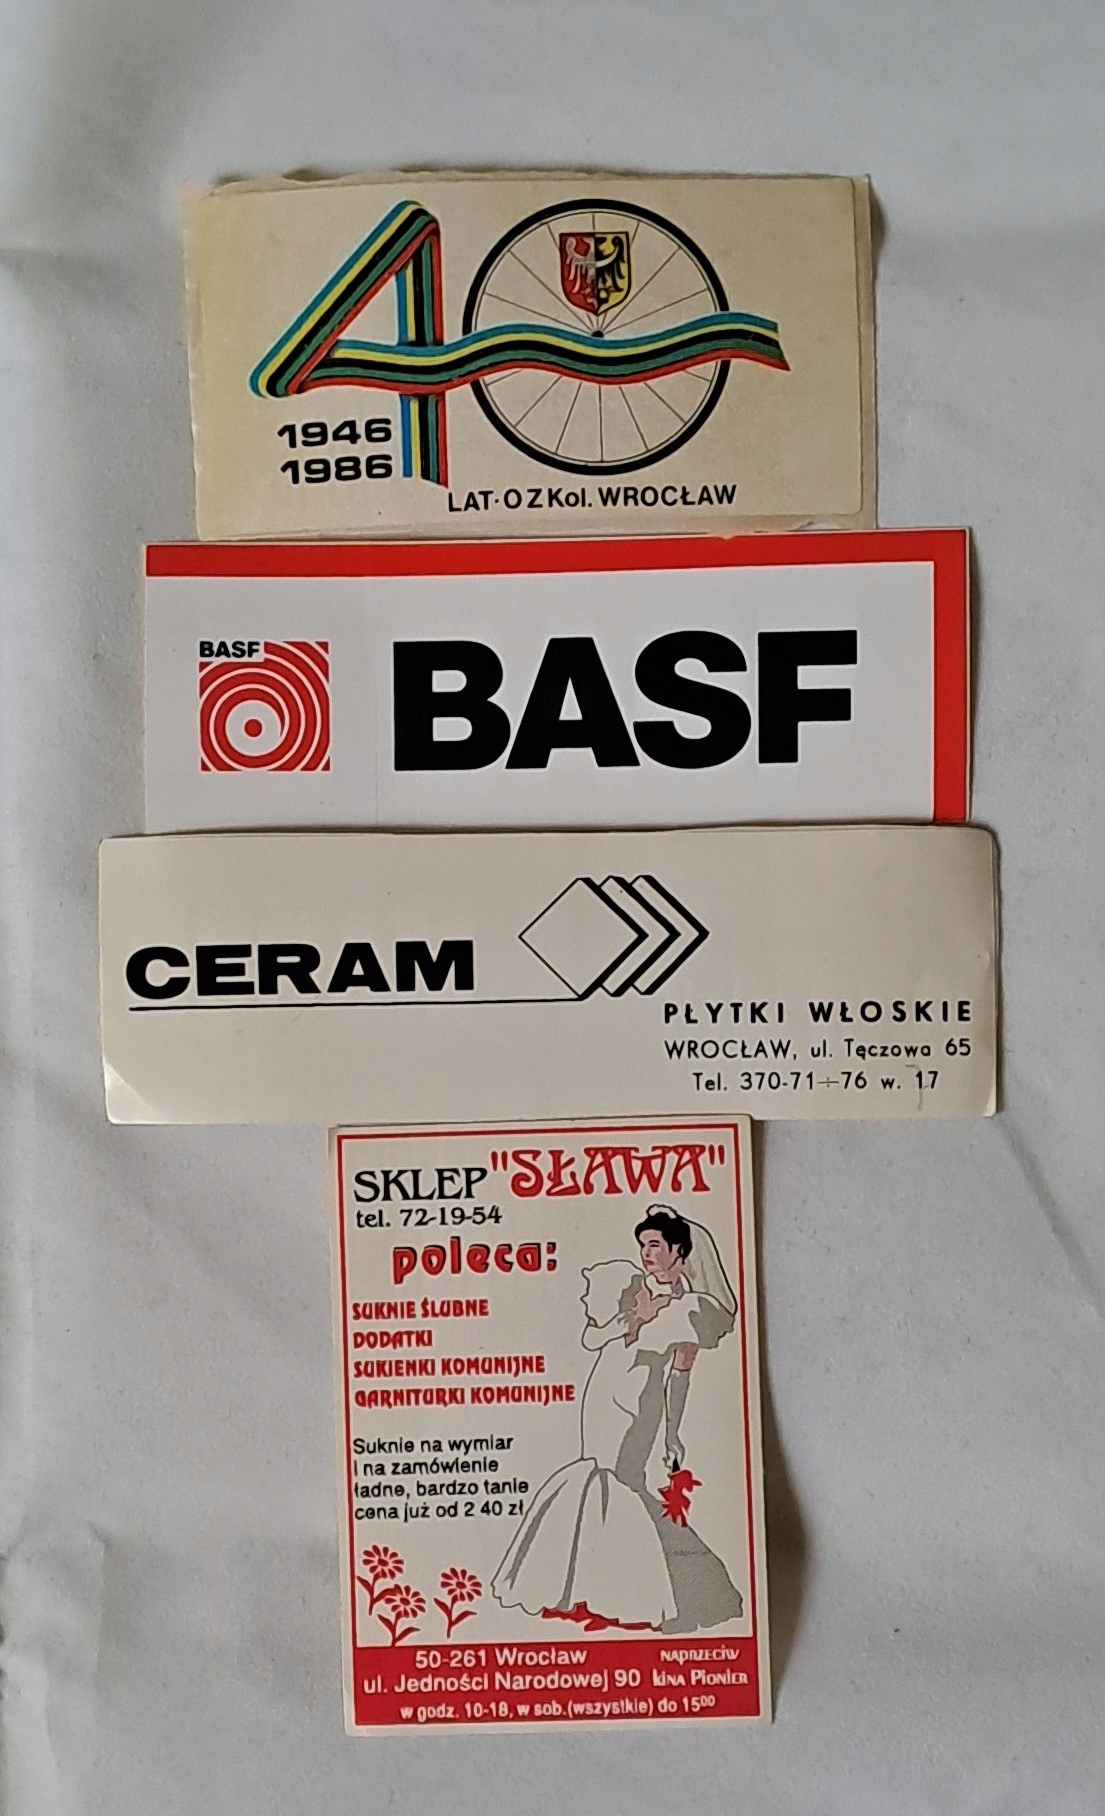 40
1946
1986
LAT·OZKol. WROCŁAW
BASF
BASF
CERAM
PŁYTKI WŁOSKIE
WROCŁAW, ul. Tęczowa 65
Tel. 370-71÷76 w. 17
SKLEP "SŁAWA"
tel. 72-19-54
poleca:
SUKNIE ŚLUBNE
DODATKI
SUKIENKI KOMUNIJNE
GARNITURKI KOMUNIJNE
Suknie na wymiar
i na zamówienie
ładne, bardzo tanie
cena już od 2 40 zł
50-261 Wrocław
ul. Jedności Narodowej 90
NAPRZECIW
kINA PIONIER
w godz. 10-18, w sob.(wszystkie) do 15⁰⁰